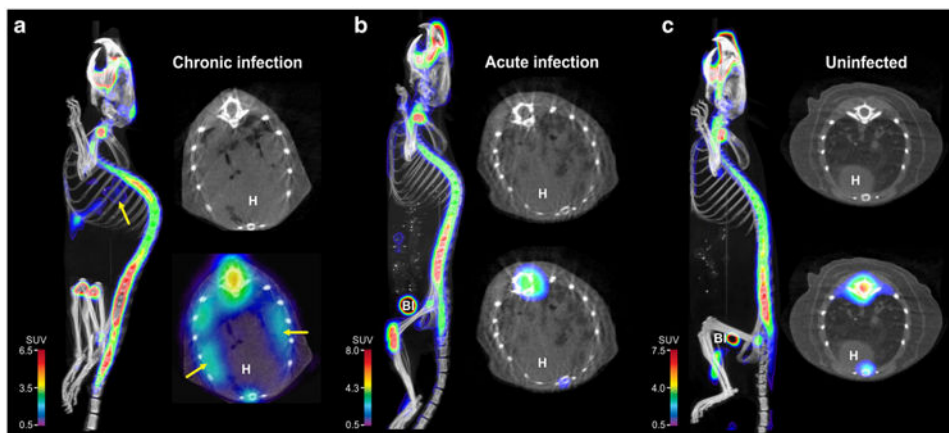 a
Chronic infection
H
H
SUV
6.5
3.5
0.5
b
Acute infection
H
H
Bl
SUV
8.0
4.3
0.5
c
Uninfected
H
H
Bl
SUV
7.5
4.0
0.5